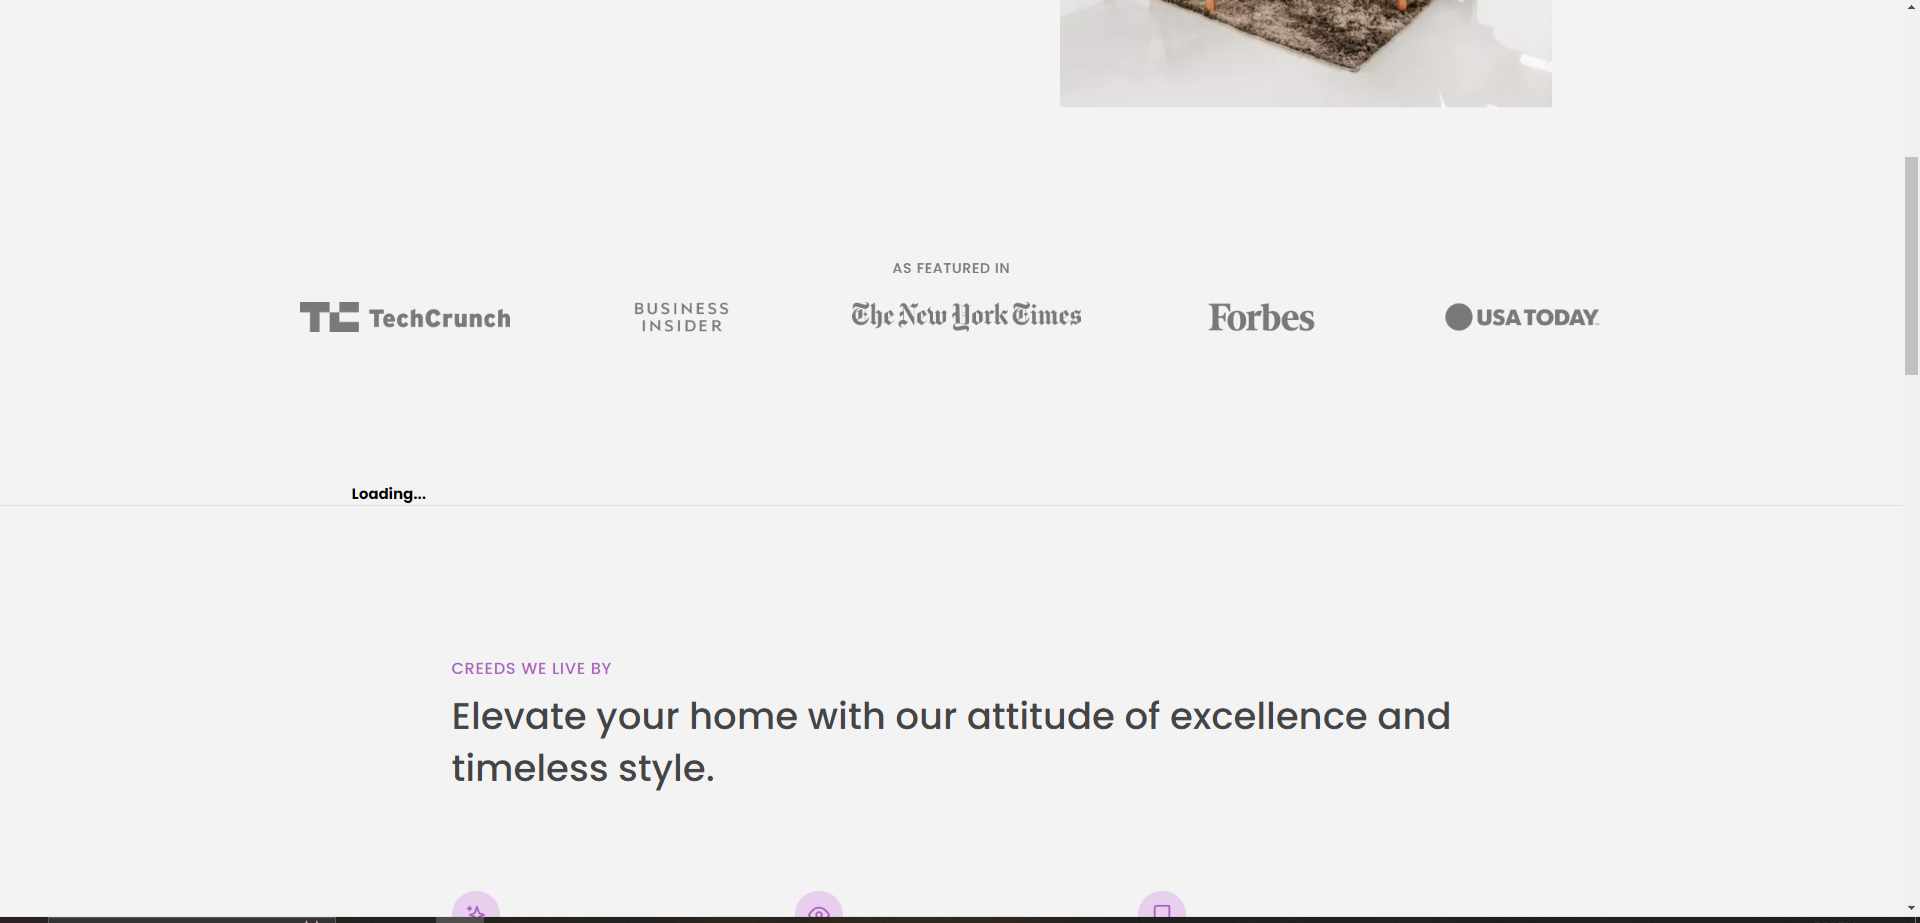 AS FEATURED IN
TechCrunch
BUSINESS
INSIDER
The New York Times
Forbes
USA TODAY
Loading...
CREEDS WE LIVE BY
Elevate your home with our attitude of excellence and
timeless style.